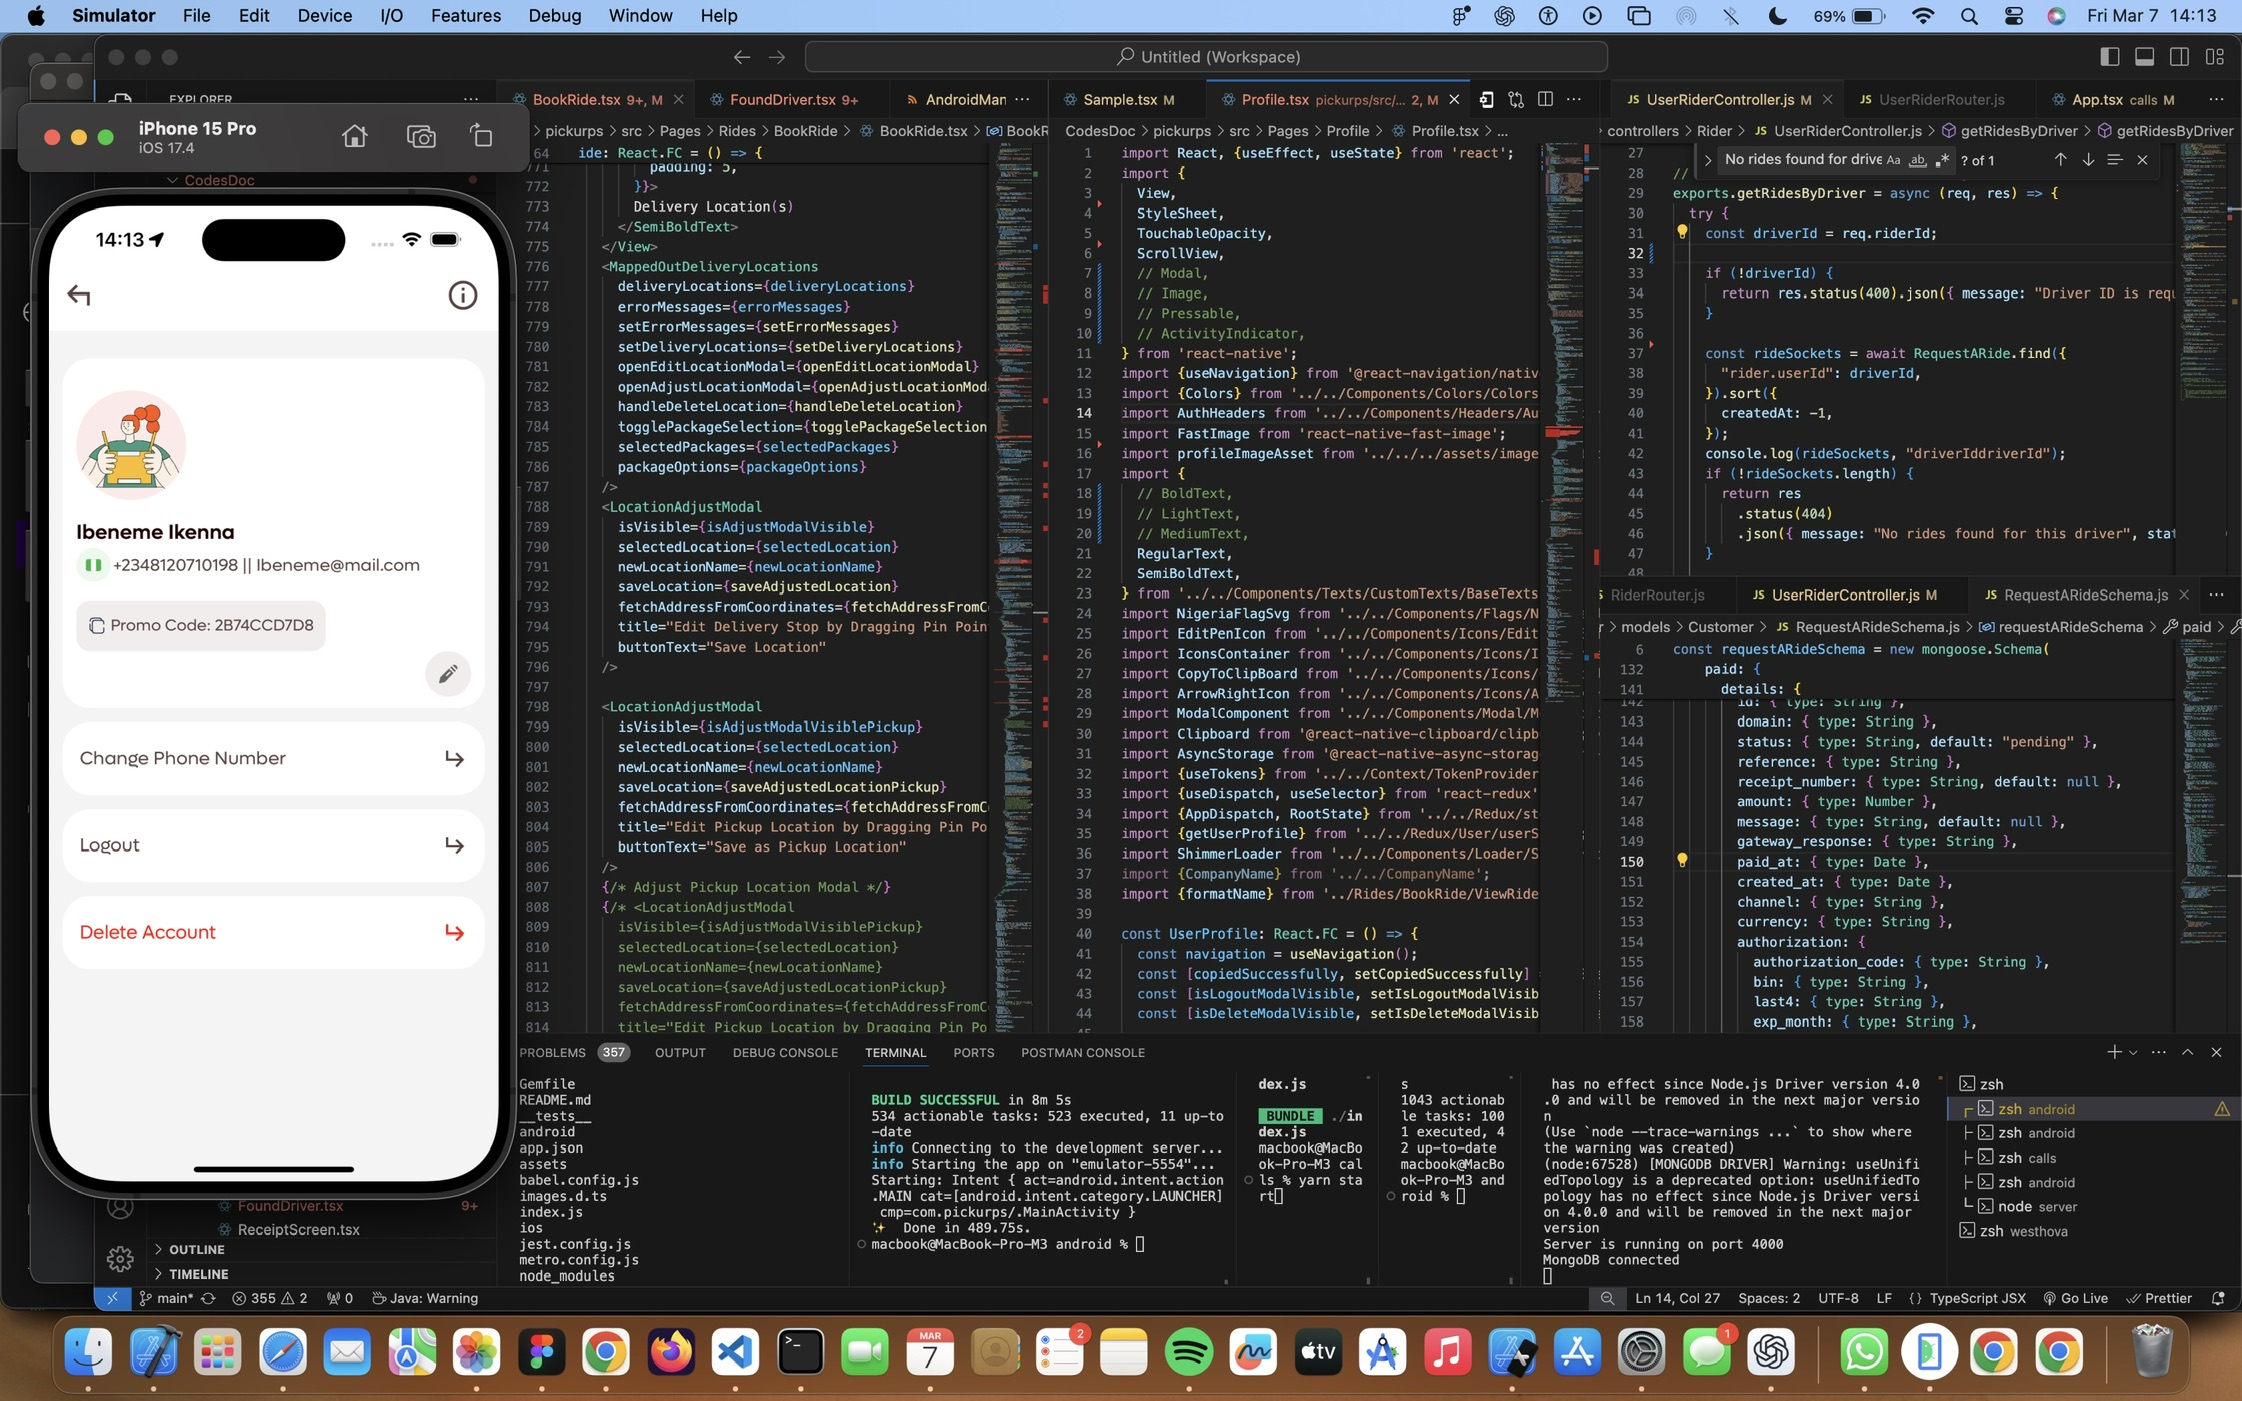 Simulator File Edit Device I/O Features Debug Window Help
69% Fri Mar 7 14:13
Untitled (Workspace)
EXPLORER
iPhone 15 Pro
iOS 17.4
CodesDoc
14:13
Ibeneme Ikenna
+2348120710198 || Ibeneme@mail.com
Promo Code: 2B74CCD7D8
Change Phone Number
Logout
Delete Account
FoundDriver.tsx 9+
ReceiptScreen.tsx
OUTLINE
TIMELINE
BookRide.tsx 9+, M
FoundDriver.tsx 9+
AndroidMar
pickurps > src > Pages > Rides > BookRide > BookRide.tsx > BookR
64 ide: React.FC = () => {
771 padding: 5,
772 }}>
773 Delivery Location(s)
774 </SemiBoldText>
775 </View>
776 <MappedOutDeliveryLocations
777 deliveryLocations={deliveryLocations}
778 errorMessages={errorMessages}
779 setErrorMessages={setErrorMessages}
780 setDeliveryLocations={setDeliveryLocations}
781 openEditLocationModal={openEditLocationModal}
782 openAdjustLocationModal={openAdjustLocationModa
783 handleDeleteLocation={handleDeleteLocation}
784 togglePackageSelection={togglePackageSelection
785 selectedPackages={selectedPackages}
786 packageOptions={packageOptions}
787 />
788 <LocationAdjustModal
789 isVisible={isAdjustModalVisible}
790 selectedLocation={selectedLocation}
791 newLocationName={newLocationName}
792 saveLocation={saveAdjustedLocation}
793 fetchAddressFromCoordinates={fetchAddressFromCo
794 title="Edit Delivery Stop by Dragging Pin Poin
795 buttonText="Save Location"
796 />
797
798 <LocationAdjustModal
799 isVisible={isAdjustModalVisiblePickup}
800 selectedLocation={selectedLocation}
801 newLocationName={newLocationName}
802 saveLocation={saveAdjustedLocationPickup}
803 fetchAddressFromCoordinates={fetchAddressFromCo
804 title="Edit Pickup Location by Dragging Pin Po
805 buttonText="Save as Pickup Location"
806 />
807 {/* Adjust Pickup Location Modal */}
808 {/* <LocationAdjustModal
809 isVisible={isAdjustModalVisiblePickup}
810 selectedLocation={selectedLocation}
811 newLocationName={newLocationName}
812 saveLocation={saveAdjustedLocationPickup}
813 fetchAddressFromCoordinates={fetchAddressFromCo
814 title="Edit Pickup Location by Dragging Pin Po
Sample.tsx M
Profile.tsx pickurps/src/... 2, M
CodesDoc > pickurps > src > Pages > Profile > Profile.tsx > ...
1 import React, {useEffect, useState} from 'react';
2 import {
3 View,
4 StyleSheet,
5 TouchableOpacity,
6 ScrollView,
7 // Modal,
8 // Image,
9 // Pressable,
10 // ActivityIndicator,
11 } from 'react-native';
12 import {useNavigation} from '@react-navigation/nativ
13 import {Colors} from '../../Components/Colors/Colors
14 import AuthHeaders from '../../Components/Headers/Au
15 import FastImage from 'react-native-fast-image';
16 import profileImageAsset from '../../../assets/image
17 import {
18 // BoldText,
19 // LightText,
20 // MediumText,
21 RegularText,
22 SemiBoldText,
23 } from '../../Components/Texts/CustomTexts/BaseTexts
24 import NigeriaFlagSvg from '../../Components/Flags/N
25 import EditPenIcon from '../../Components/Icons/Edit
26 import IconsContainer from '../../Components/Icons/I
27 import CopyToClipBoard from '../../Components/Icons/
28 import ArrowRightIcon from '../../Components/Icons/A
29 import ModalComponent from '../../Components/Modal/M
30 import Clipboard from '@react-native-clipboard/clipb
31 import AsyncStorage from '@react-native-async-storag
32 import {useTokens} from '../../Context/TokenProvider
33 import {useDispatch, useSelector} from 'react-redux'
34 import {AppDispatch, RootState} from '../../Redux/st
35 import {getUserProfile} from '../../Redux/User/userS
36 import ShimmerLoader from '../../Components/Loader/S
37 import {CompanyName} from '../../CompanyName';
38 import {formatName} from '../Rides/BookRide/ViewRide
39
40 const UserProfile: React.FC = () => {
41 const navigation = useNavigation();
42 const [copiedSuccessfully, setCopiedSuccessfully] =
43 const [isLogoutModalVisible, setIsLogoutModalVisib
44 const [isDeleteModalVisible, setIsDeleteModalVisib
UserRiderController.js M
UserRiderRouter.js
App.tsx calls M
controllers > Rider > UserRiderController.js > getRidesByDriver > getRidesByDriver
No rides found for drive Aa ab .* ? of 1
27
28 //
29 exports.getRidesByDriver = async (req, res) => {
30 try {
31 const driverId = req.riderId;
32
33 if (!driverId) {
34 return res.status(400).json({ message: "Driver ID is requ
35 }
36
37 const rideSockets = await RequestARide.find({
38 "rider.userId": driverId,
39 }).sort({
40 createdAt: -1,
41 });
42 console.log(rideSockets, "driverIddriverId");
43 if (!rideSockets.length) {
44 return res
45 .status(404)
46 .json({ message: "No rides found for this driver", stat
47 }
48
RiderRouter.js
UserRiderController.js M
RequestARideSchema.js
r > models > Customer > RequestARideSchema.js > requestARideSchema > paid >
6 const requestARideSchema = new mongoose.Schema(
132 paid: {
141 details: {
142 id: { type: String },
143 domain: { type: String },
144 status: { type: String, default: "pending" },
145 reference: { type: String },
146 receipt_number: { type: String, default: null },
147 amount: { type: Number },
148 message: { type: String, default: null },
149 gateway_response: { type: String },
150 paid_at: { type: Date },
151 created_at: { type: Date },
152 channel: { type: String },
153 currency: { type: String },
154 authorization: {
155 authorization_code: { type: String },
156 bin: { type: String },
157 last4: { type: String },
158 exp_month: { type: String },
PROBLEMS 357 OUTPUT DEBUG CONSOLE TERMINAL PORTS POSTMAN CONSOLE
Gemfile
README.md
__tests__
android
app.json
assets
babel.config.js
images.d.ts
index.js
ios
jest.config.js
metro.config.js
node_modules
BUILD SUCCESSFUL in 8m 5s
534 actionable tasks: 523 executed, 11 up-to
-date
info Connecting to the development server...
info Starting the app on "emulator-5554"...
Starting: Intent { act=android.intent.action
.MAIN cat=[android.intent.category.LAUNCHER]
cmp=com.pickurps/.MainActivity }
✨ Done in 489.75s.
macbook@MacBook-Pro-M3 android %
dex.js
BUNDLE ./in
dex.js
macbook@MacBo
ok-Pro-M3 cal
ls % yarn sta
rt
s
1043 actionab
le tasks: 100
1 executed, 4
2 up-to-date
macbook@MacBo
ok-Pro-M3 and
roid %
has no effect since Node.js Driver version 4.0
.0 and will be removed in the next major versio
n
(Use `node --trace-warnings ...` to show where
the warning was created)
(node:67528) [MONGODB DRIVER] Warning: useUnifi
edTopology is a deprecated option: useUnifiedTo
pology has no effect since Node.js Driver versi
on 4.0.0 and will be removed in the next major
version
Server is running on port 4000
MongoDB connected
zsh
zsh android
zsh android
zsh calls
zsh android
node server
zsh westhova
main* 355 2 0 Java: Warning
Ln 14, Col 27 Spaces: 2 UTF-8 LF {} TypeScript JSX Go Live Prettier
MAR
7
2
tv
1